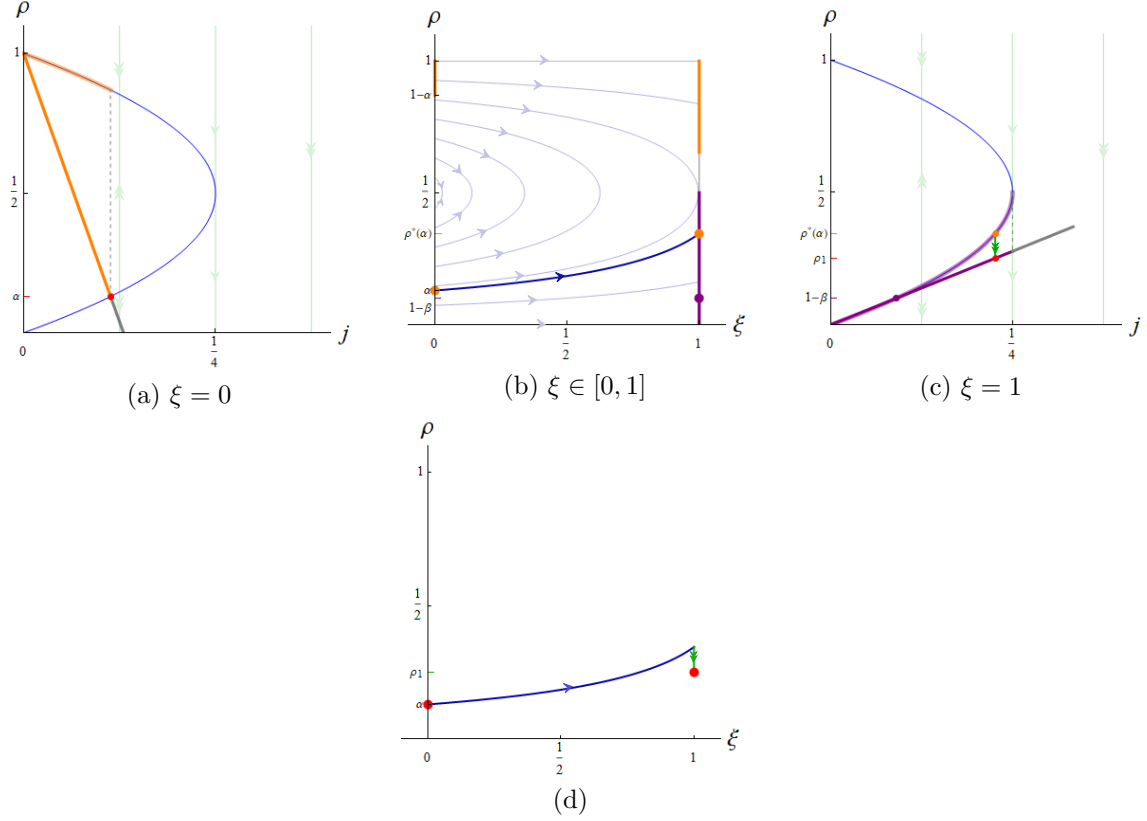 ρ
1
1/2
α
0
1/4
j
(a) ξ = 0
ρ
1
1−α
1/2
ρ*(α)
α
1−β
0
1/2
1
ξ
(b) ξ ∈ [0, 1]
ρ
1
1/2
ρ*(α)
ρ1
1−β
0
1/4
j
(c) ξ = 1
ρ
1
1/2
ρ1
α
0
1/2
1
ξ
(d)